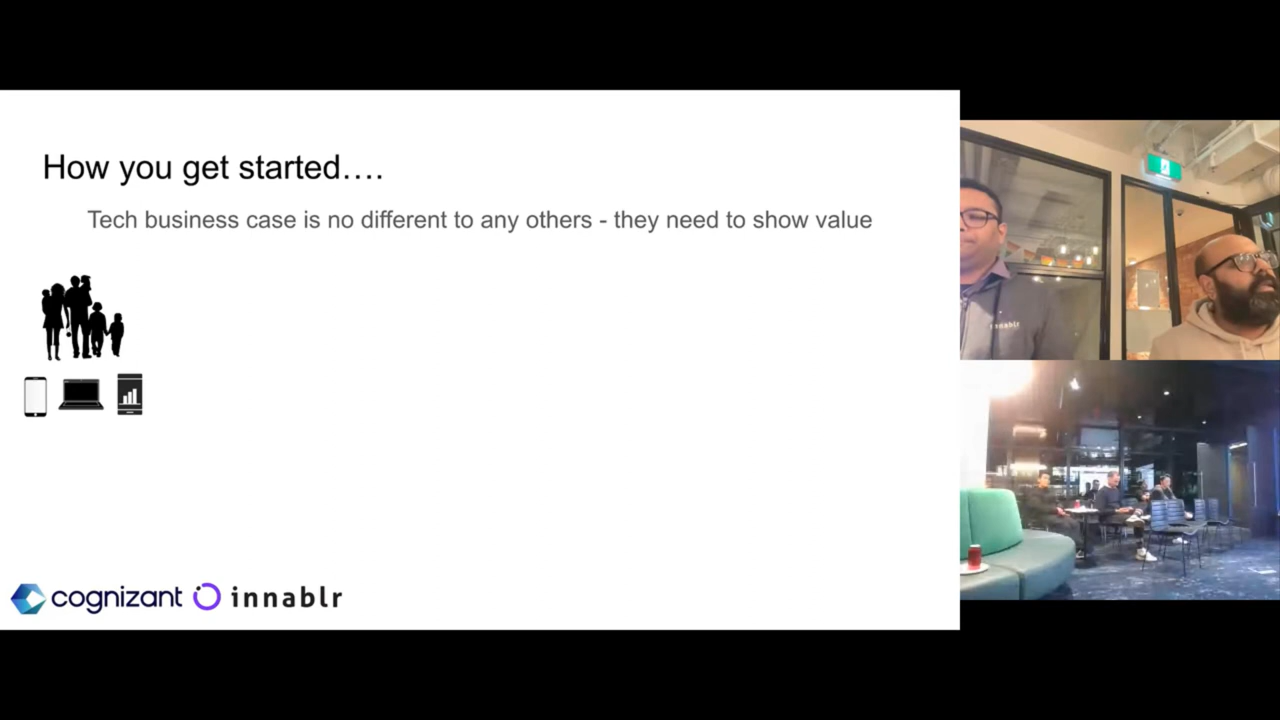 How you get started....
Tech business case is no different to any others - they need to show value
cognizant innablr
innablr